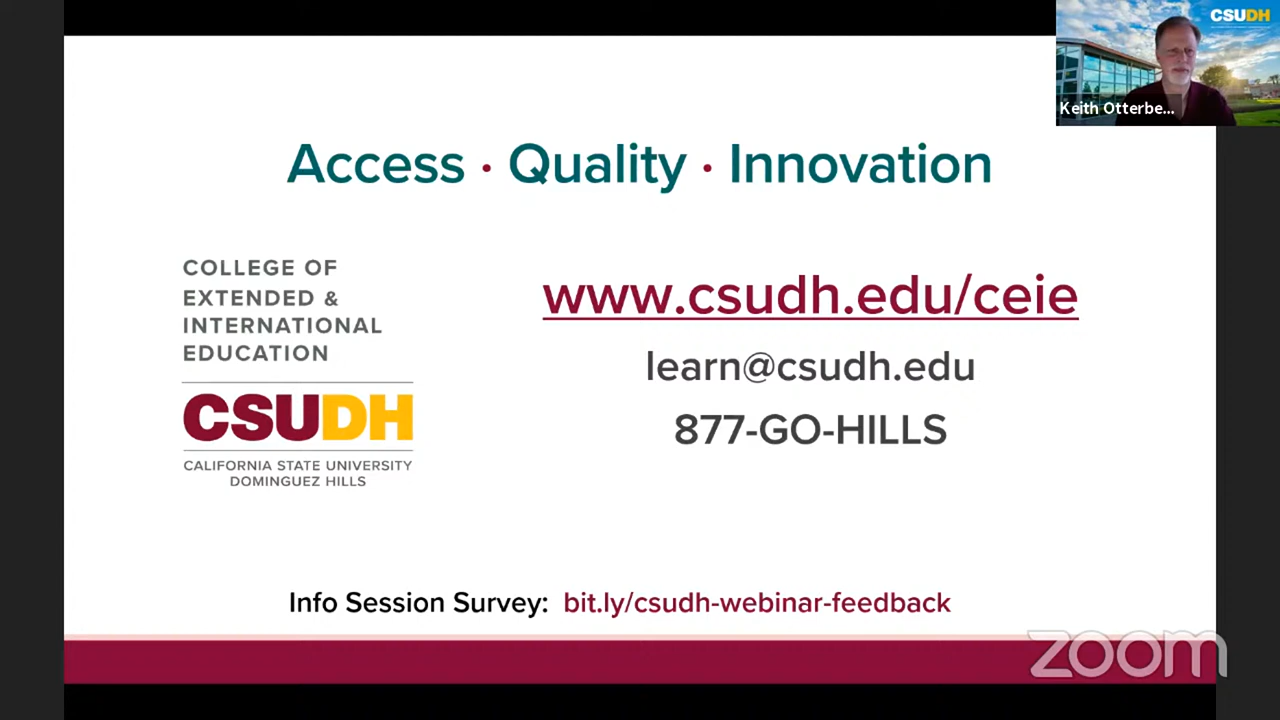 CSUDH
Keith Otterbe...
Access · Quality · Innovation
COLLEGE OF
EXTENDED &
INTERNATIONAL
EDUCATION
CSUDH
CALIFORNIA STATE UNIVERSITY
DOMINGUEZ HILLS
www.csudh.edu/ceie
learn@csudh.edu
877-GO-HILLS
Info Session Survey: bit.ly/csudh-webinar-feedback
zoom